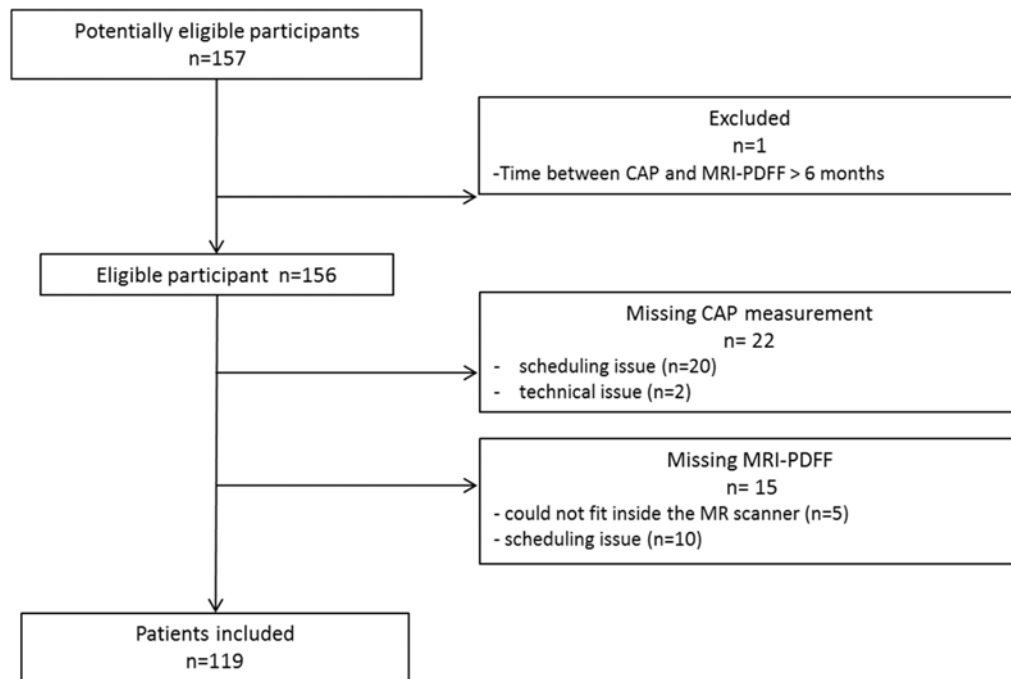 Potentially eligible participants
n=157
Excluded
n=1
-Time between CAP and MRI-PDFF > 6 months
Eligible participant n=156
Missing CAP measurement
n= 22
- scheduling issue (n=20)
- technical issue (n=2)
Missing MRI-PDFF
n= 15
- could not fit inside the MR scanner (n=5)
- scheduling issue (n=10)
Patients included
n=119